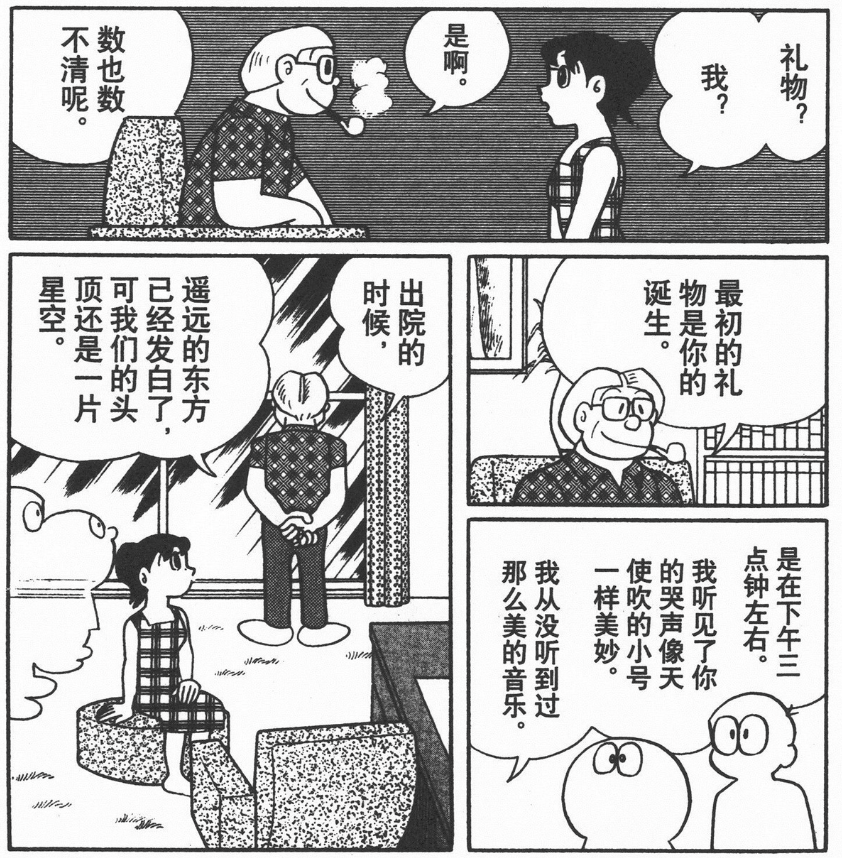 礼物?
我?
是啊。
数也数
不清呢。
最初的礼
物是你的
诞生。
是在下午三
点钟左右。
我听见了你
的哭声像天
使吹的小号
一样美妙。
我从没听到过
那么美的音乐。
出院的
时候,
遥远的东方
已经发白了,
可我们的头
顶还是一片
星空。